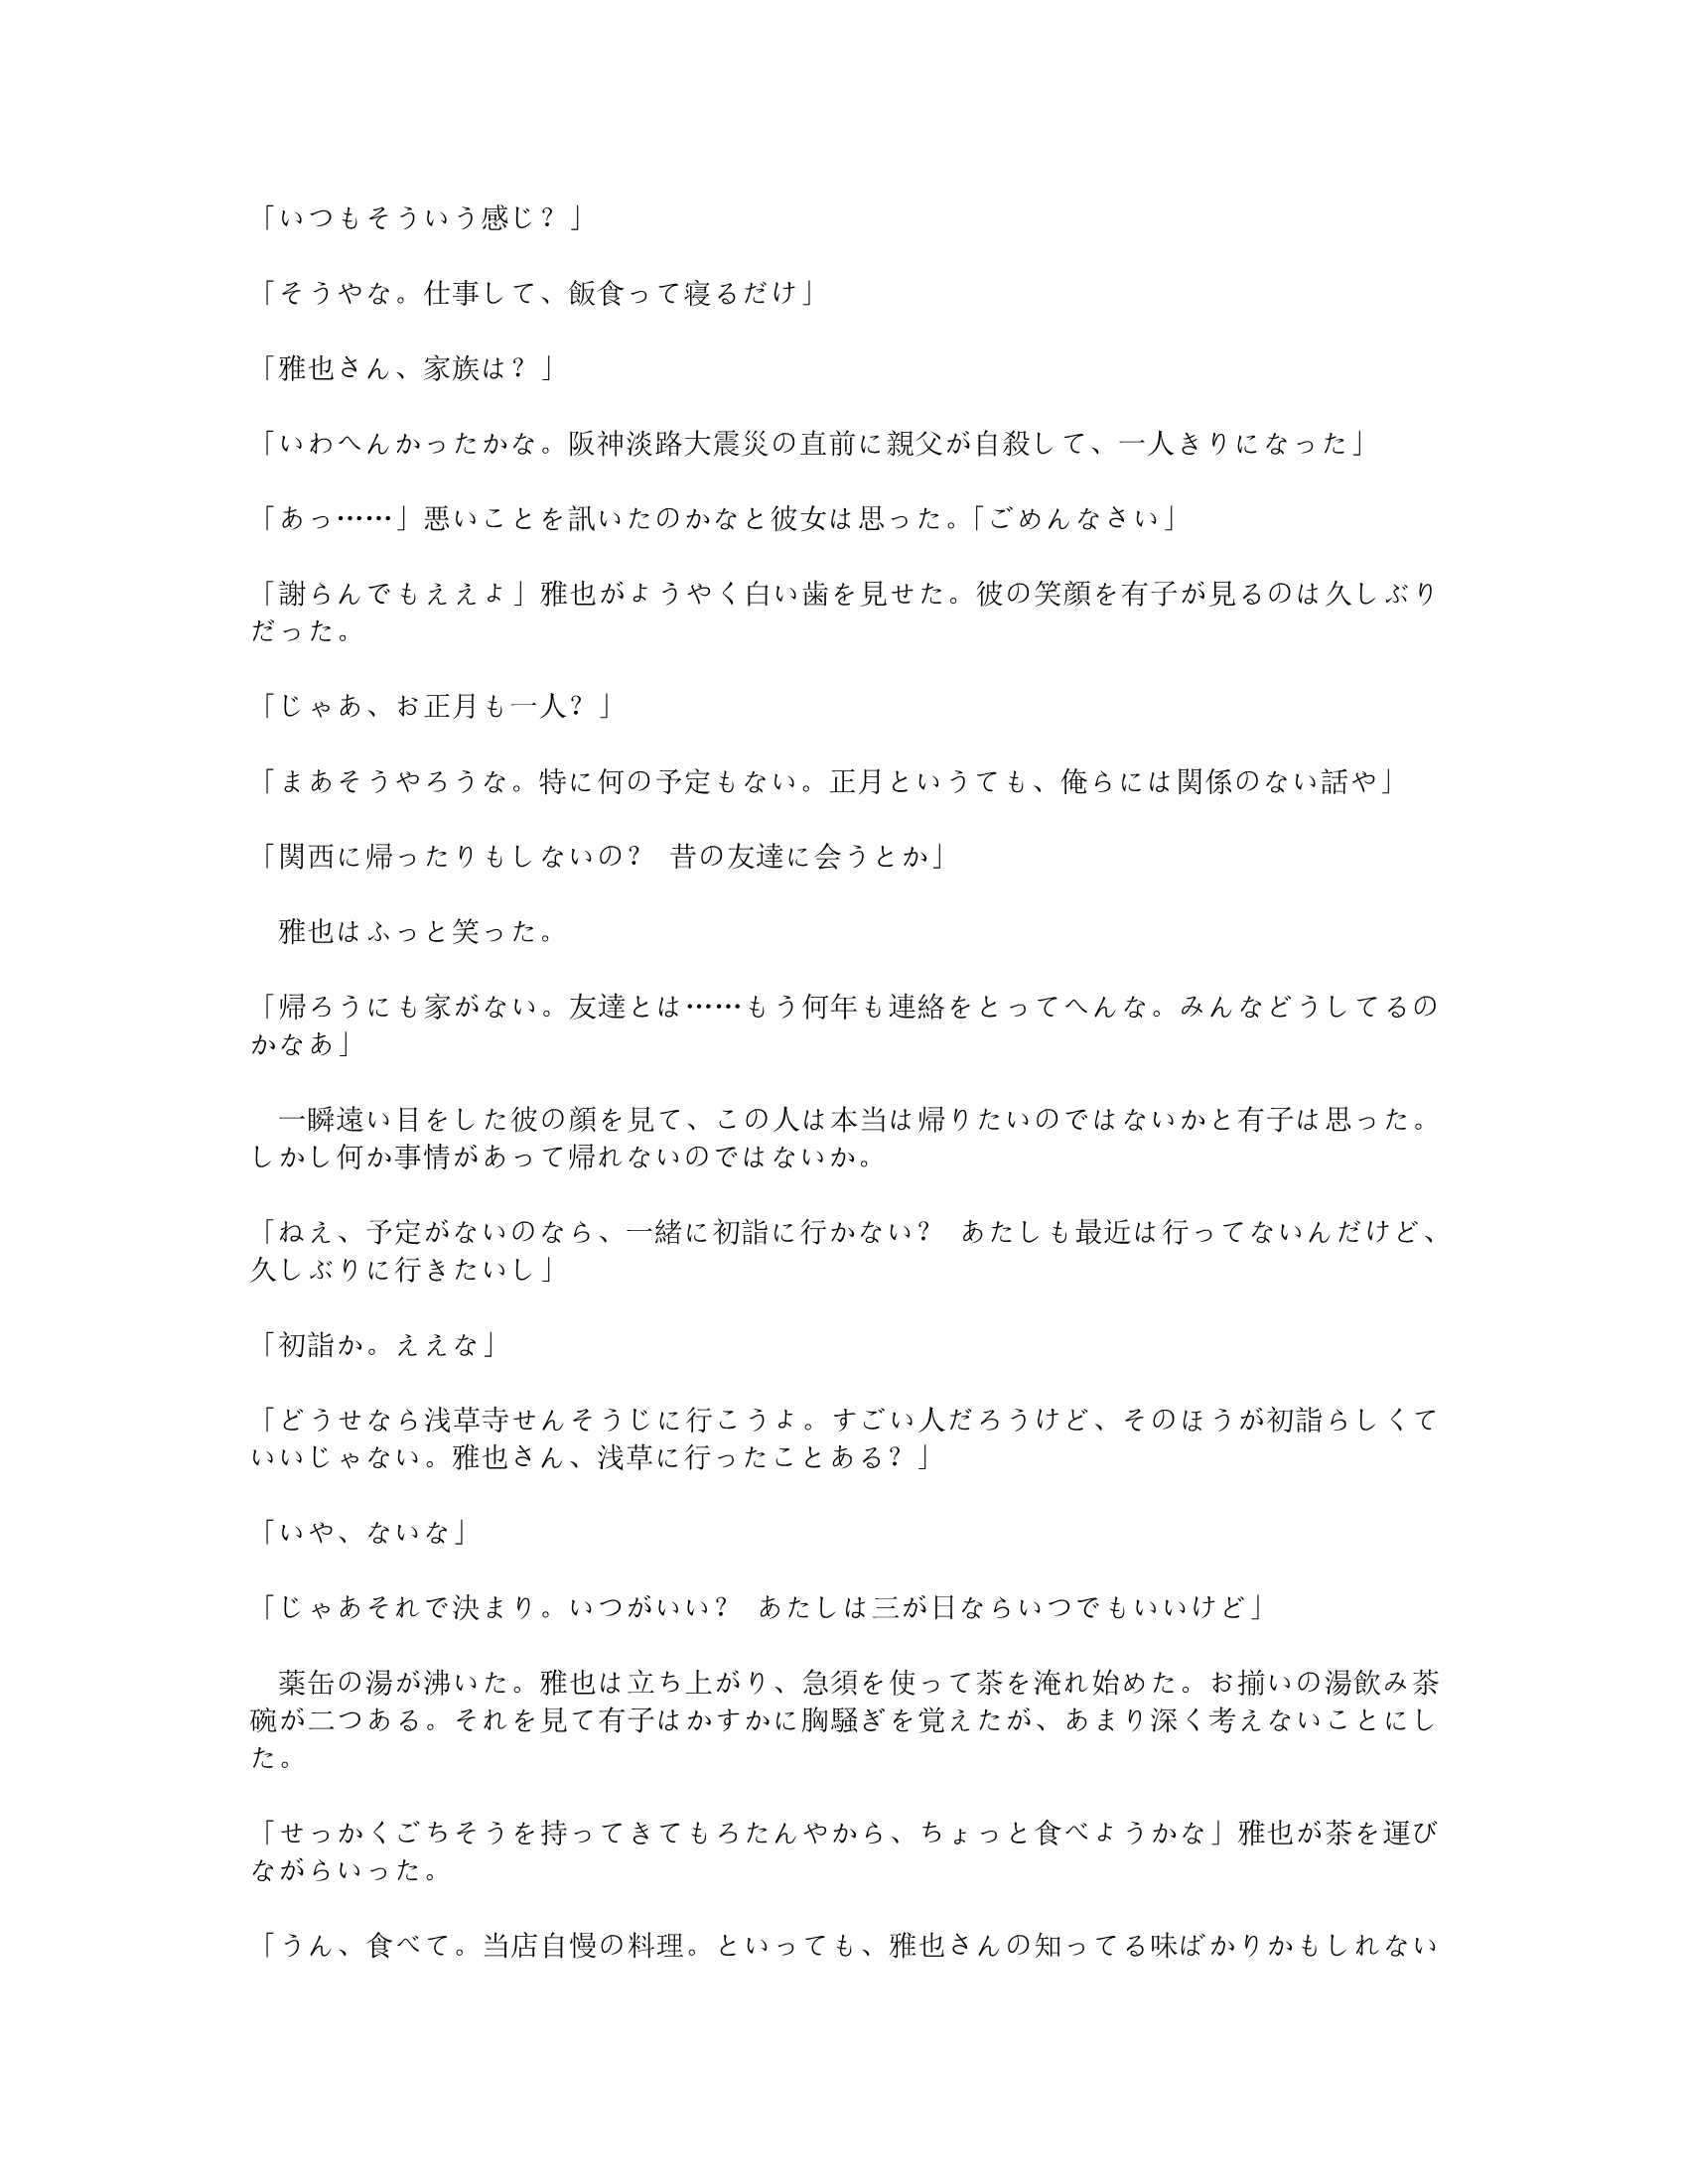 「いつもそういう感じ？」
「そうやな。仕事して、飯食って寝るだけ」
「雅也さん、家族は？」
「いわへんかったかな。阪神淡路大震災の直前に親父が自殺して、一人きりになった」
「あっ……」悪いことを訊いたのかなと彼女は思った。「ごめんなさい」
「謝らんでもええよ」雅也がようやく白い歯を見せた。彼の笑顔を有子が見るのは久しぶり
だった。
「じゃあ、お正月も一人？」
「まあそうやろうな。特に何の予定もない。正月というても、俺らには関係のない話や」
「関西に帰ったりもしないの？　昔の友達に会うとか」
　雅也はふっと笑った。
「帰ろうにも家がない。友達とは……もう何年も連絡をとってへんな。みんなどうしてるの
かなあ」
　一瞬遠い目をした彼の顔を見て、この人は本当は帰りたいのではないかと有子は思った。
しかし何か事情があって帰れないのではないか。
「ねえ、予定がないのなら、一緒に初詣に行かない？　あたしも最近は行ってないんだけど、
久しぶりに行きたいし」
「初詣か。ええな」
「どうせなら浅草寺せんそうじに行こうよ。すごい人だろうけど、そのほうが初詣らしくて
いいじゃない。雅也さん、浅草に行ったことある？」
「いや、ないな」
「じゃあそれで決まり。いつがいい？　あたしは三が日ならいつでもいいけど」
　薬缶の湯が沸いた。雅也は立ち上がり、急須を使って茶を淹れ始めた。お揃いの湯飲み茶
碗が二つある。それを見て有子はかすかに胸騒ぎを覚えたが、あまり深く考えないことにし
た。
「せっかくごちそうを持ってきてもろたんやから、ちょっと食べようかな」雅也が茶を運び
ながらいった。
「うん、食べて。当店自慢の料理。といっても、雅也さんの知ってる味ばかりかもしれない